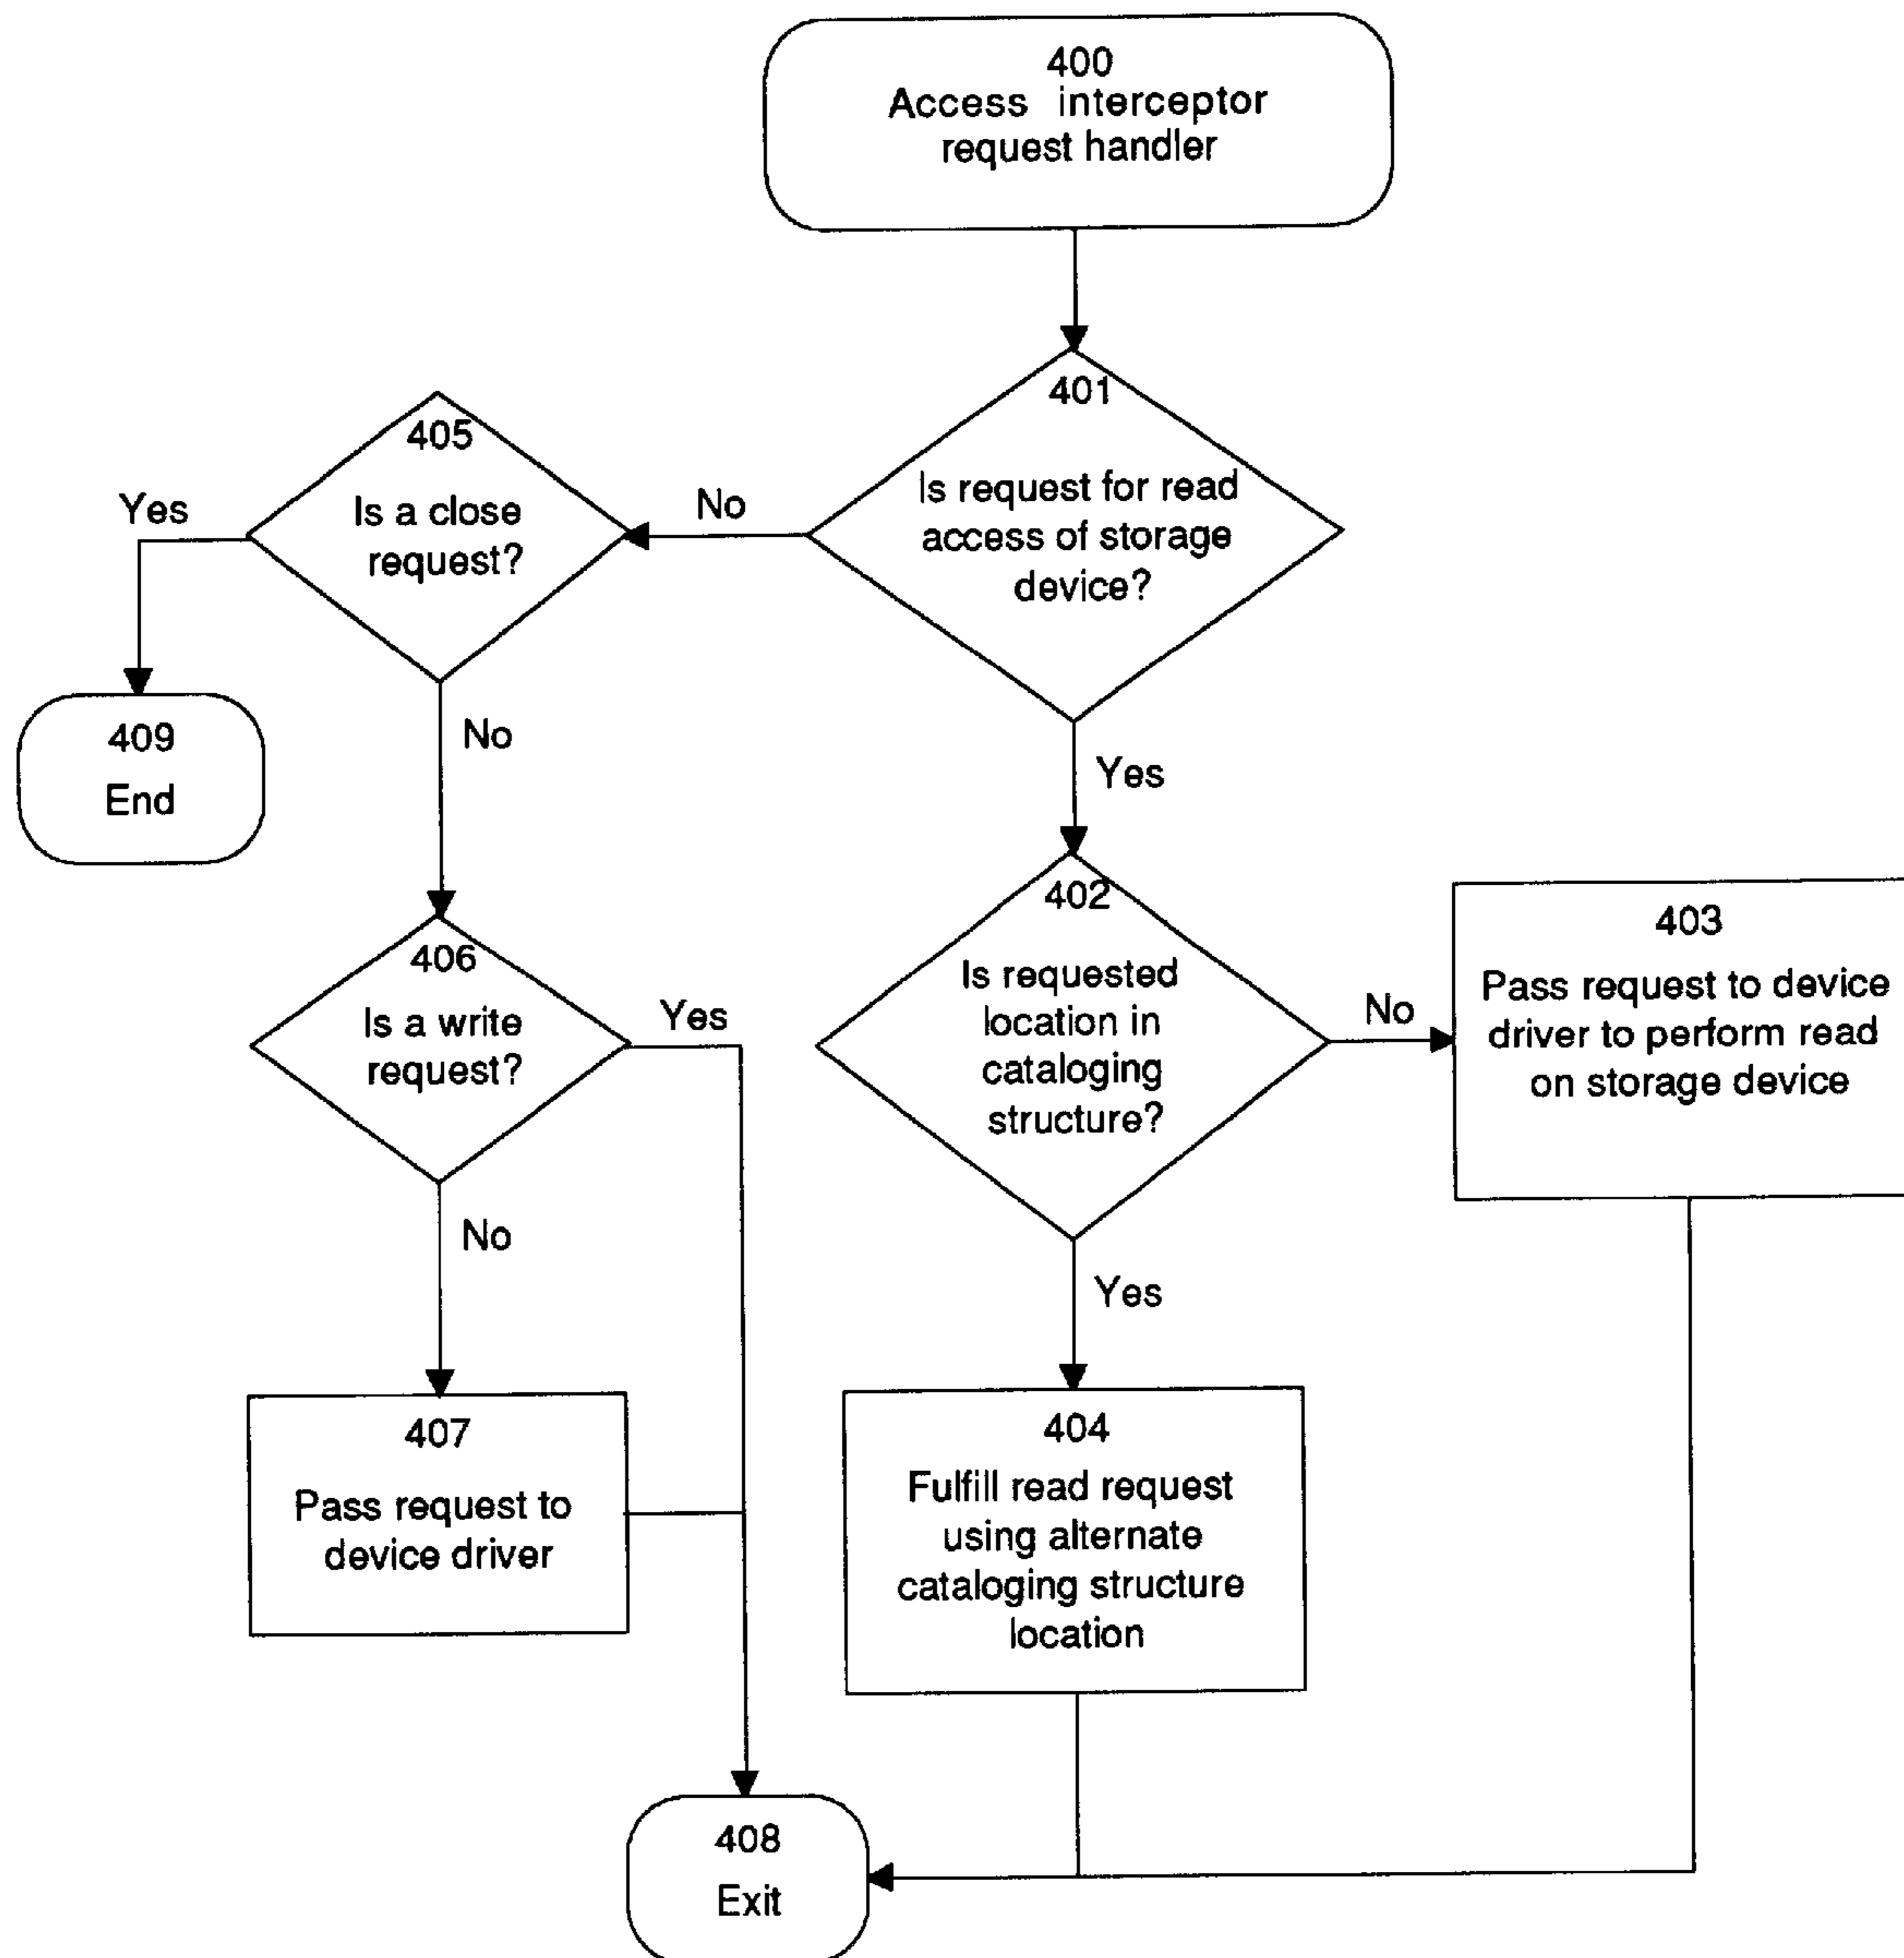 400
Access interceptor
request handler
401
Is request for read
access of storage
device?
No
405
Is a close
request?
Yes
409
End
No
Yes
402
Is requested
location in
cataloging
structure?
No
403
Pass request to device
driver to perform read
on storage device
406
Is a write
request?
Yes
No
Yes
407
Pass request to
device driver
404
Fulfill read request
using alternate
cataloging structure
location
408
Exit